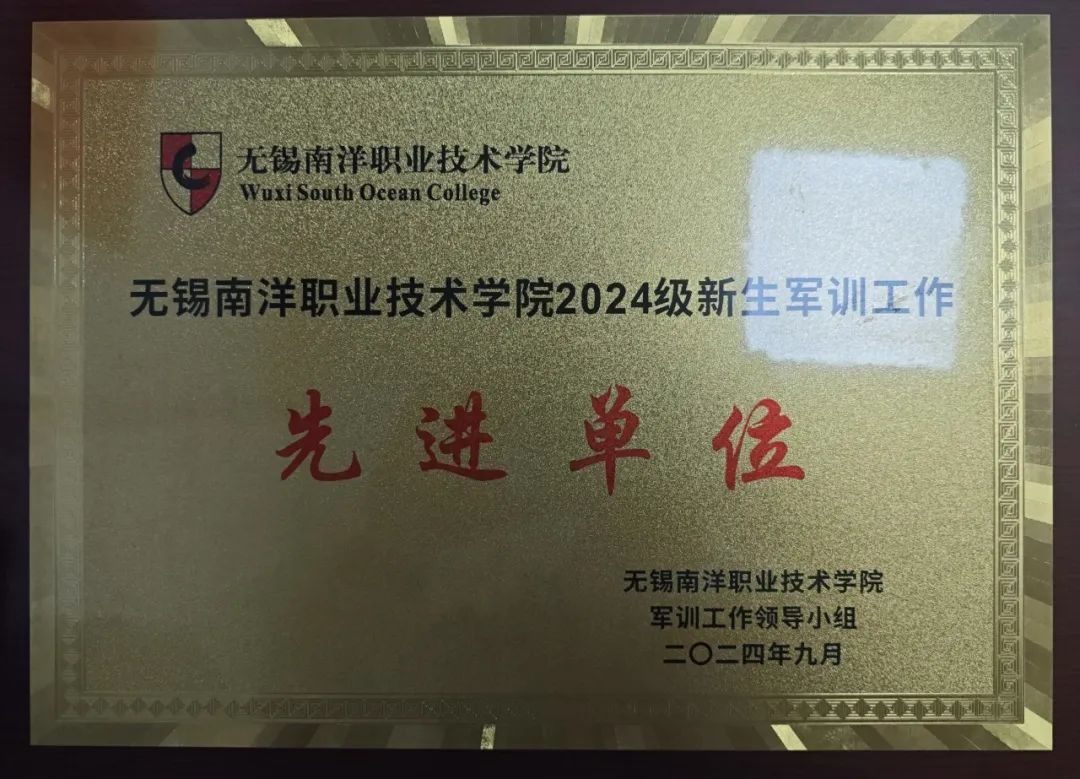 无锡南洋职业技术学院
Wuxi South Ocean College
无锡南洋职业技术学院2024级新生军训工作
先进单位
无锡南洋职业技术学院
军训工作领导小组
二〇二四年九月